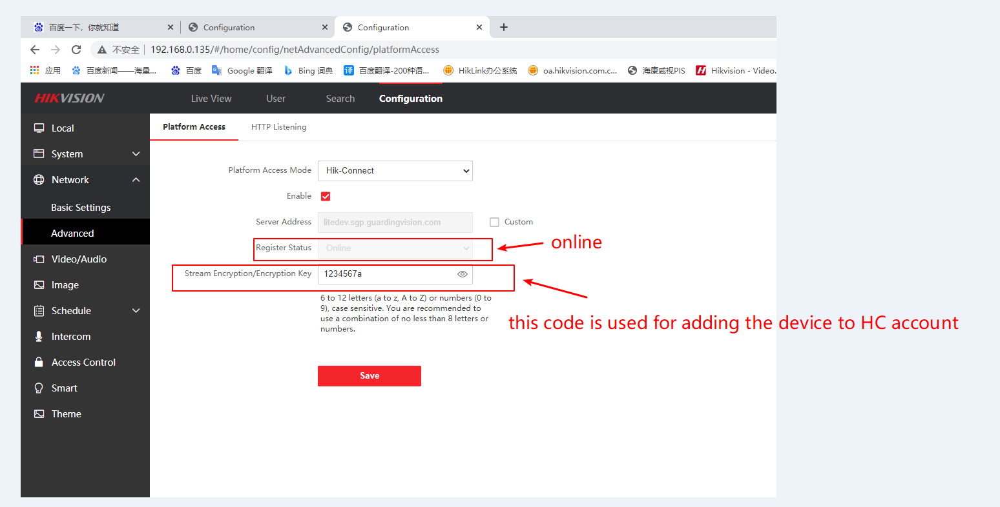 百度一下，你就知道
Configuration
Configuration
不安全 192.168.0.135/#/home/config/netAdvancedConfig/platformAccess
应用 百度新闻——海量... 百度 Google 翻译 Bing 词典 译 百度翻译-200种语... HikLink办公系统 oa.hikvision.com.c... 海康威视PIS Hikvision - Video.
HIKVISION Live View User Search Configuration
Local
System
Network
Basic Settings
Advanced
Video/Audio
Image
Schedule
Intercom
Access Control
Smart
Theme
Platform Access HTTP Listening
Platform Access Mode Hik-Connect
Enable
Server Address litedev.sgp.guardingvision.com Custom
Register Status Online
online
Stream Encryption/Encryption Key 1234567a
6 to 12 letters (a to z, A to Z) or numbers (0 to
9), case sensitive. You are recommended to
use a combination of no less than 8 letters or
numbers.
this code is used for adding the device to HC account
Save